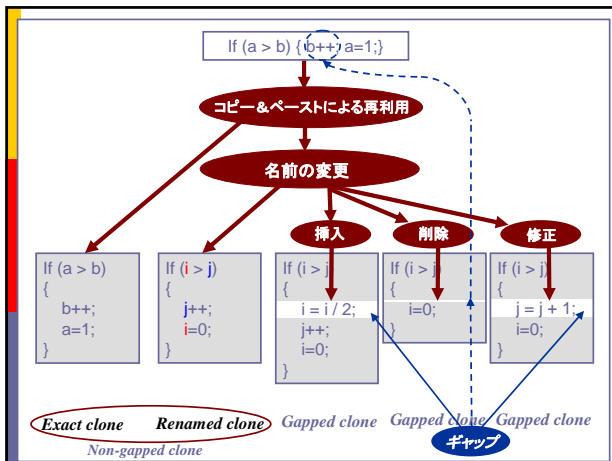 If (a > b) { b++; a=1;}
コピー＆ペーストによる再利用
名前の変更
挿入
削除
修正
If (a > b)
{
b++;
a=1;
}
If (i > j)
{
j++;
i=0;
}
If (i > j)
{
i = i / 2;
j++;
i=0;
}
If (i > j)
{
i=0;
}
If (i > j)
{
j = j + 1;
i=0;
}
Exact clone
Renamed clone
Gapped clone
Gapped clone
Gapped clone
Non-gapped clone
ギャップ